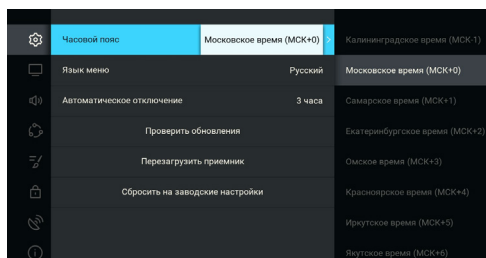 Часовой пояс
Московское время (МСК+0)
Язык меню
Русский
Автоматическое отключение
3 часа
Проверить обновления
Перезагрузить приемник
Сбросить на заводские настройки
Калининградское время (МСК-1)
Московское время (МСК+0)
Самарское время (МСК+1)
Екатеринбургское время (МСК+2)
Омское время (МСК+3)
Красноярское время (МСК+4)
Иркутское время (МСК+5)
Якутское время (МСК+6)